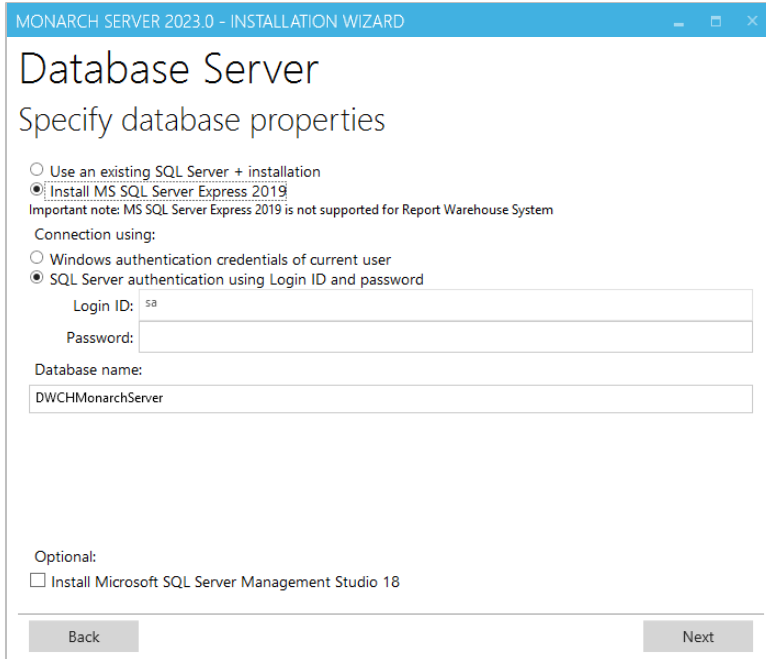 MONARCH SERVER 2023.0 - INSTALLATION WIZARD
Database Server
Specify database properties
Use an existing SQL Server + installation
Install MS SQL Server Express 2019
Important note: MS SQL Server Express 2019 is not supported for Report Warehouse System
Connection using:
Windows authentication credentials of current user
SQL Server authentication using Login ID and password
Login ID: sa
Password:
Database name:
DWCHMonarchServer
Optional:
Install Microsoft SQL Server Management Studio 18
Back Next